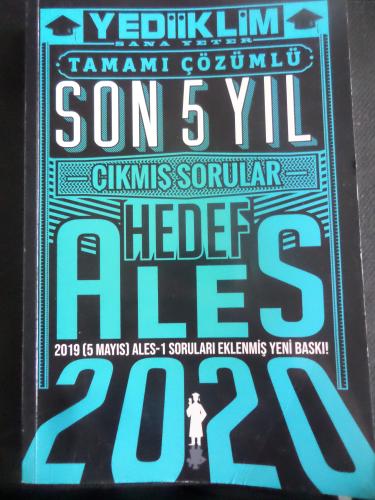 YEDİİKLİM
SANA YETER
TAMAMI ÇÖZÜMLÜ
SON 5 YIL
ÇIKMIŞ SORULAR
HEDEF
ALES
2019 (5 MAYIS) ALES-1 SORULARI EKLENMİŞ YENİ BASKI!
2020